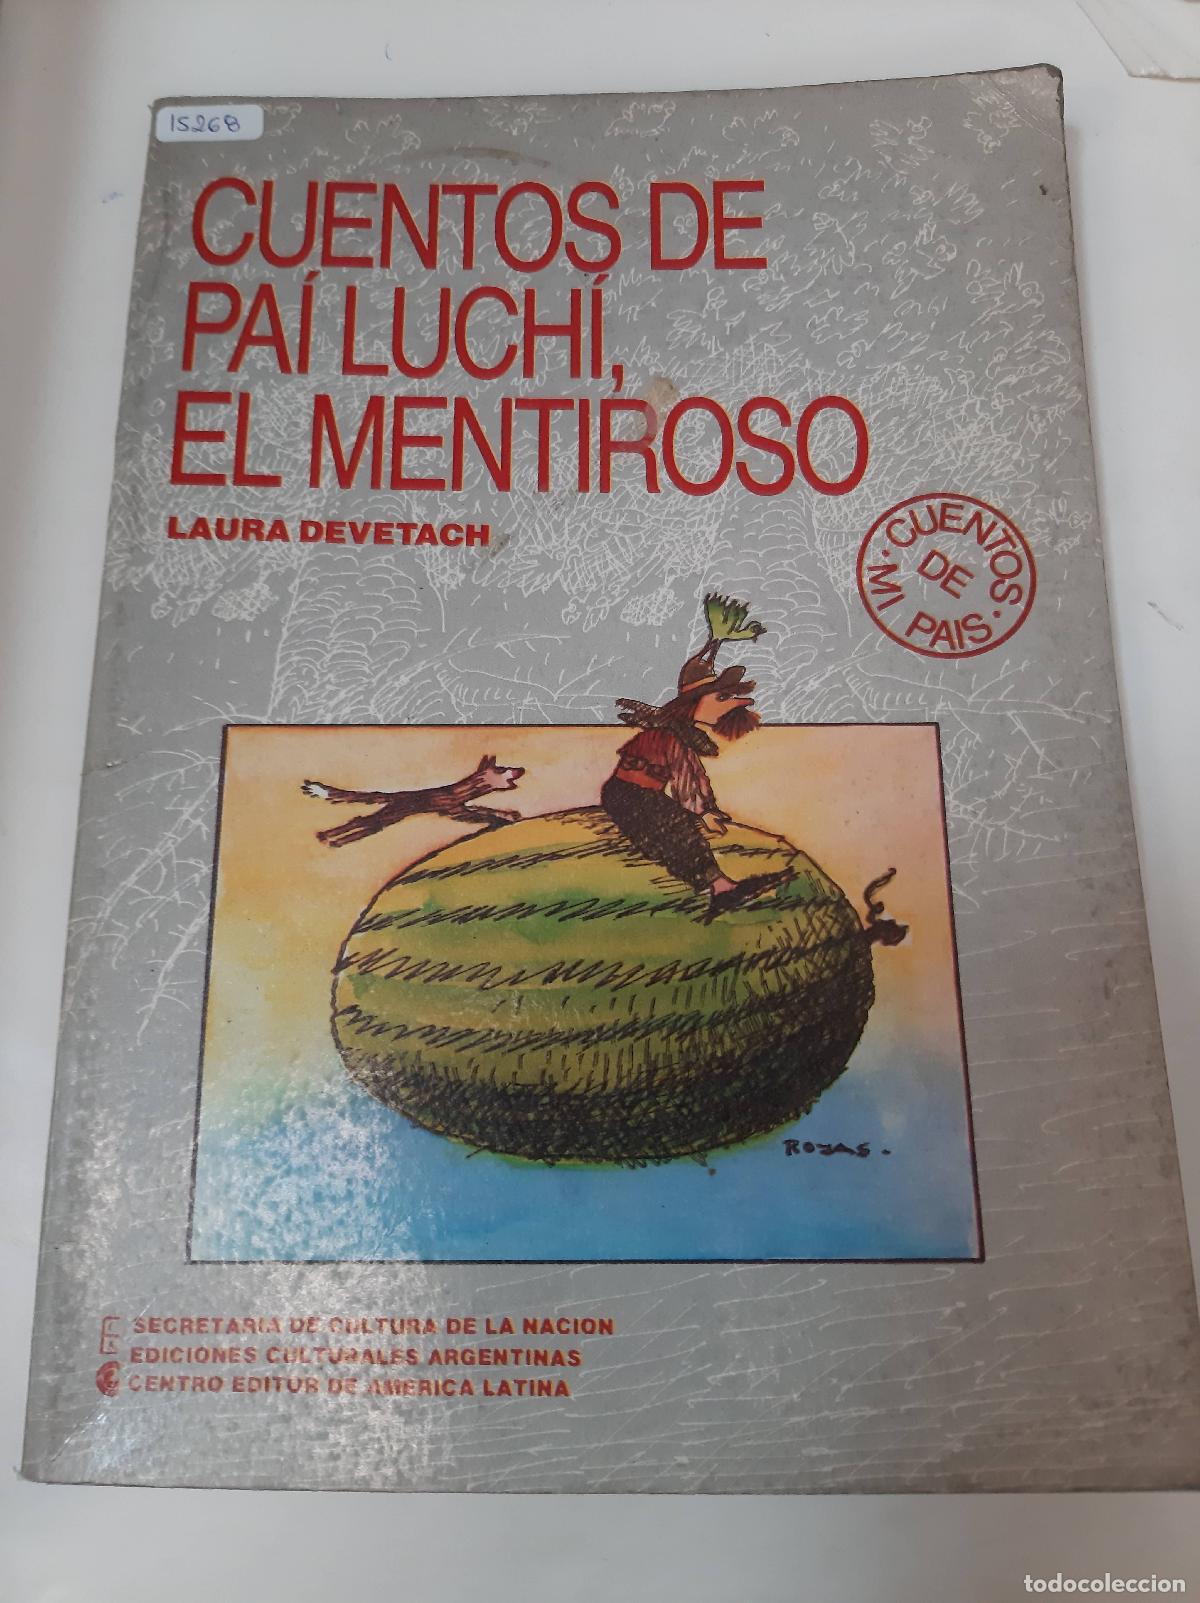 15268
CUENTOS DE
PAÍ LUCHÍ,
EL MENTIROSO
LAURA DEVETACH
CUENTOS
DE
MI PAIS
ROJAS.
SECRETARIA DE CULTURA DE LA NACION
EDICIONES CULTURALES ARGENTINAS
CENTRO EDITOR DE AMERICA LATINA
todocoleccion